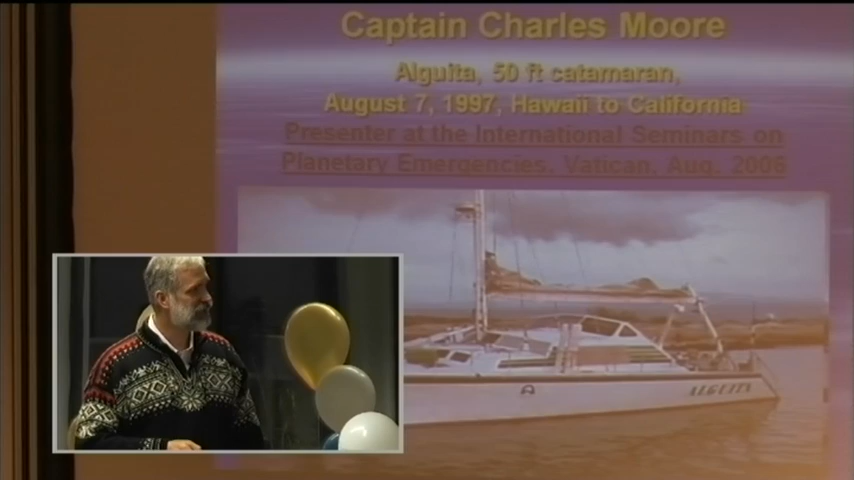 Captain Charles Moore
Alguita, 50 ft catamaran,
August 7, 1997, Hawaii to California
Presenter at the International Seminars on
Planetary Emergencies, Vatican, Aug. 2006
ALGUITA